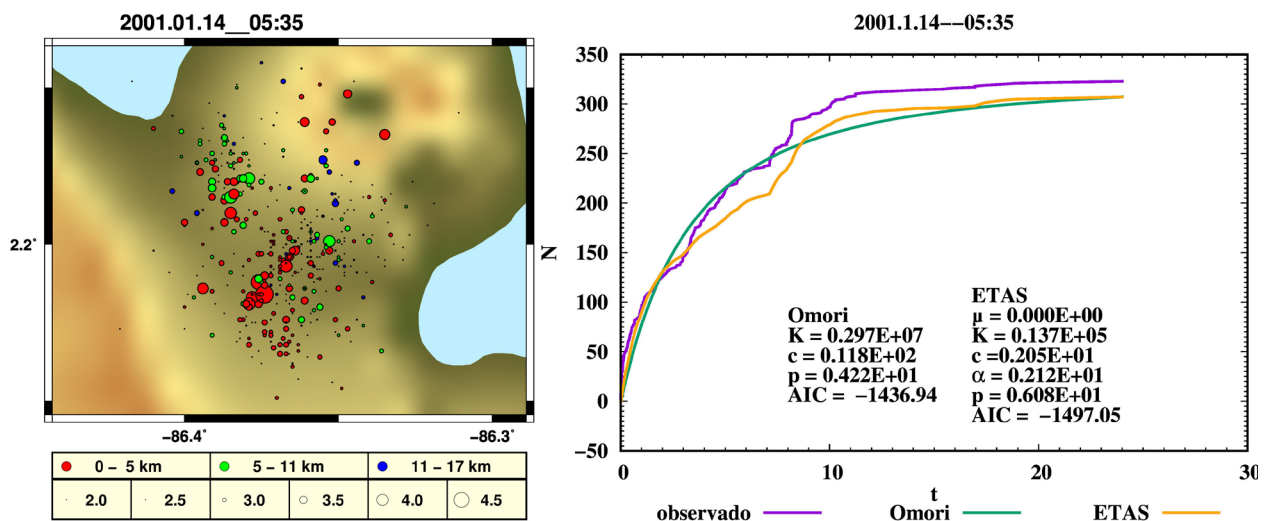 2001.01.14__05:35
2.2˚
−86.4˚ −86.3˚
0 – 5 km 5 – 11 km 11 – 17 km
2.0 2.5 3.0 3.5 4.0 4.5
2001.1.14−−05:35
350
300
250
200
150
100
50
0
−50
N
0 10 20 30
t
Omori
K = 0.297E+07
c = 0.118E+02
p = 0.422E+01
AIC = −1436.94
ETAS
μ = 0.000E+00
K = 0.137E+05
c =0.205E+01
α = 0.212E+01
p = 0.608E+01
AIC = −1497.05
observado Omori ETAS